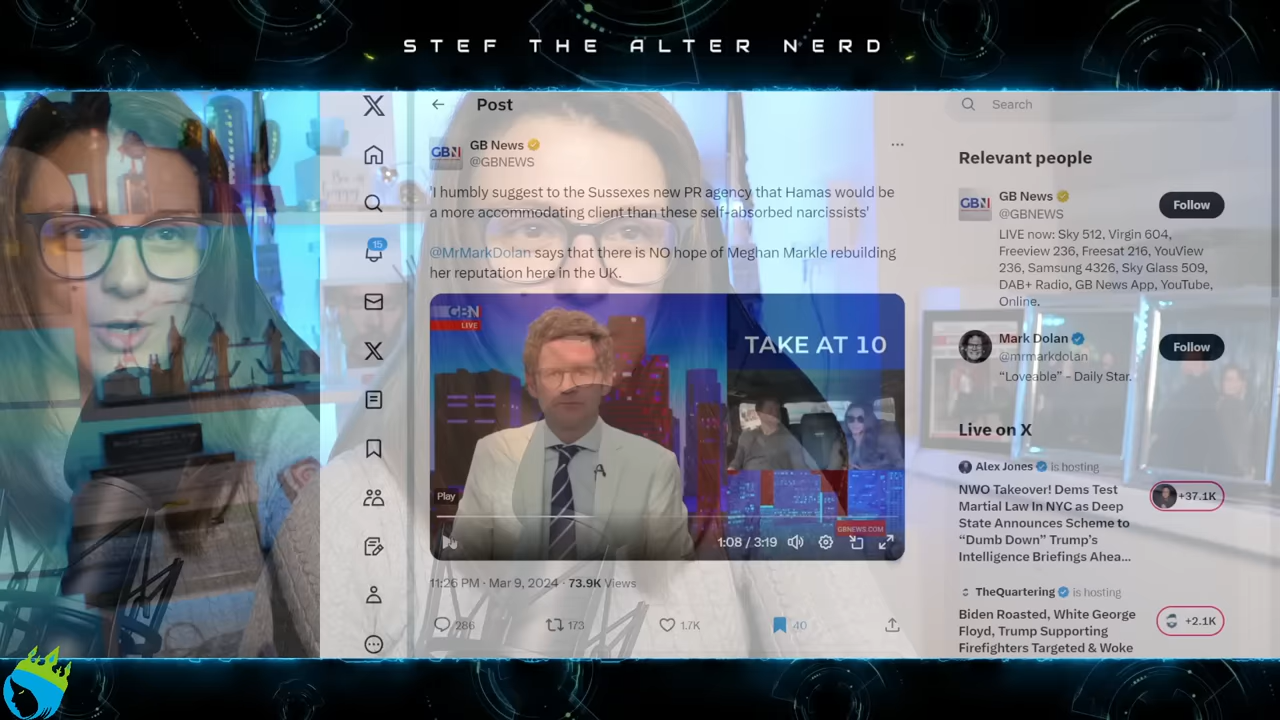 STEF THE ALTER NERD
Post
Search
GB News
@GBNEWS
GBN
'I humbly suggest to the Sussexes new PR agency that Hamas would be
a more accommodating client than these self-absorbed narcissists'
@MrMarkDolan says that there is NO hope of Meghan Markle rebuilding
her reputation here in the UK.
15
GBN
LIVE
TAKE AT 10
Play
GBNEWS.COM
1:08 / 3:19
11:26 PM · Mar 9, 2024 · 73.9K Views
286
173
1.7K
40
Relevant people
GBN
GB News
@GBNEWS
Follow
LIVE now: Sky 512, Virgin 604,
Freeview 236, Freesat 216, YouView
236, Samsung 4326, Sky Glass 509,
DAB+ Radio, GB News App, YouTube,
Online.
Mark Dolan
@mrmarkdolan
Follow
“Loveable” - Daily Star.
Live on X
Alex Jones is hosting
NWO Takeover! Dems Test
Martial Law In NYC as Deep
State Announces Scheme to
“Dumb Down” Trump’s
Intelligence Briefings Ahea...
+37.1K
TheQuartering is hosting
Biden Roasted, White George
Floyd, Trump Supporting
Firefighters Targeted & Woke
+2.1K